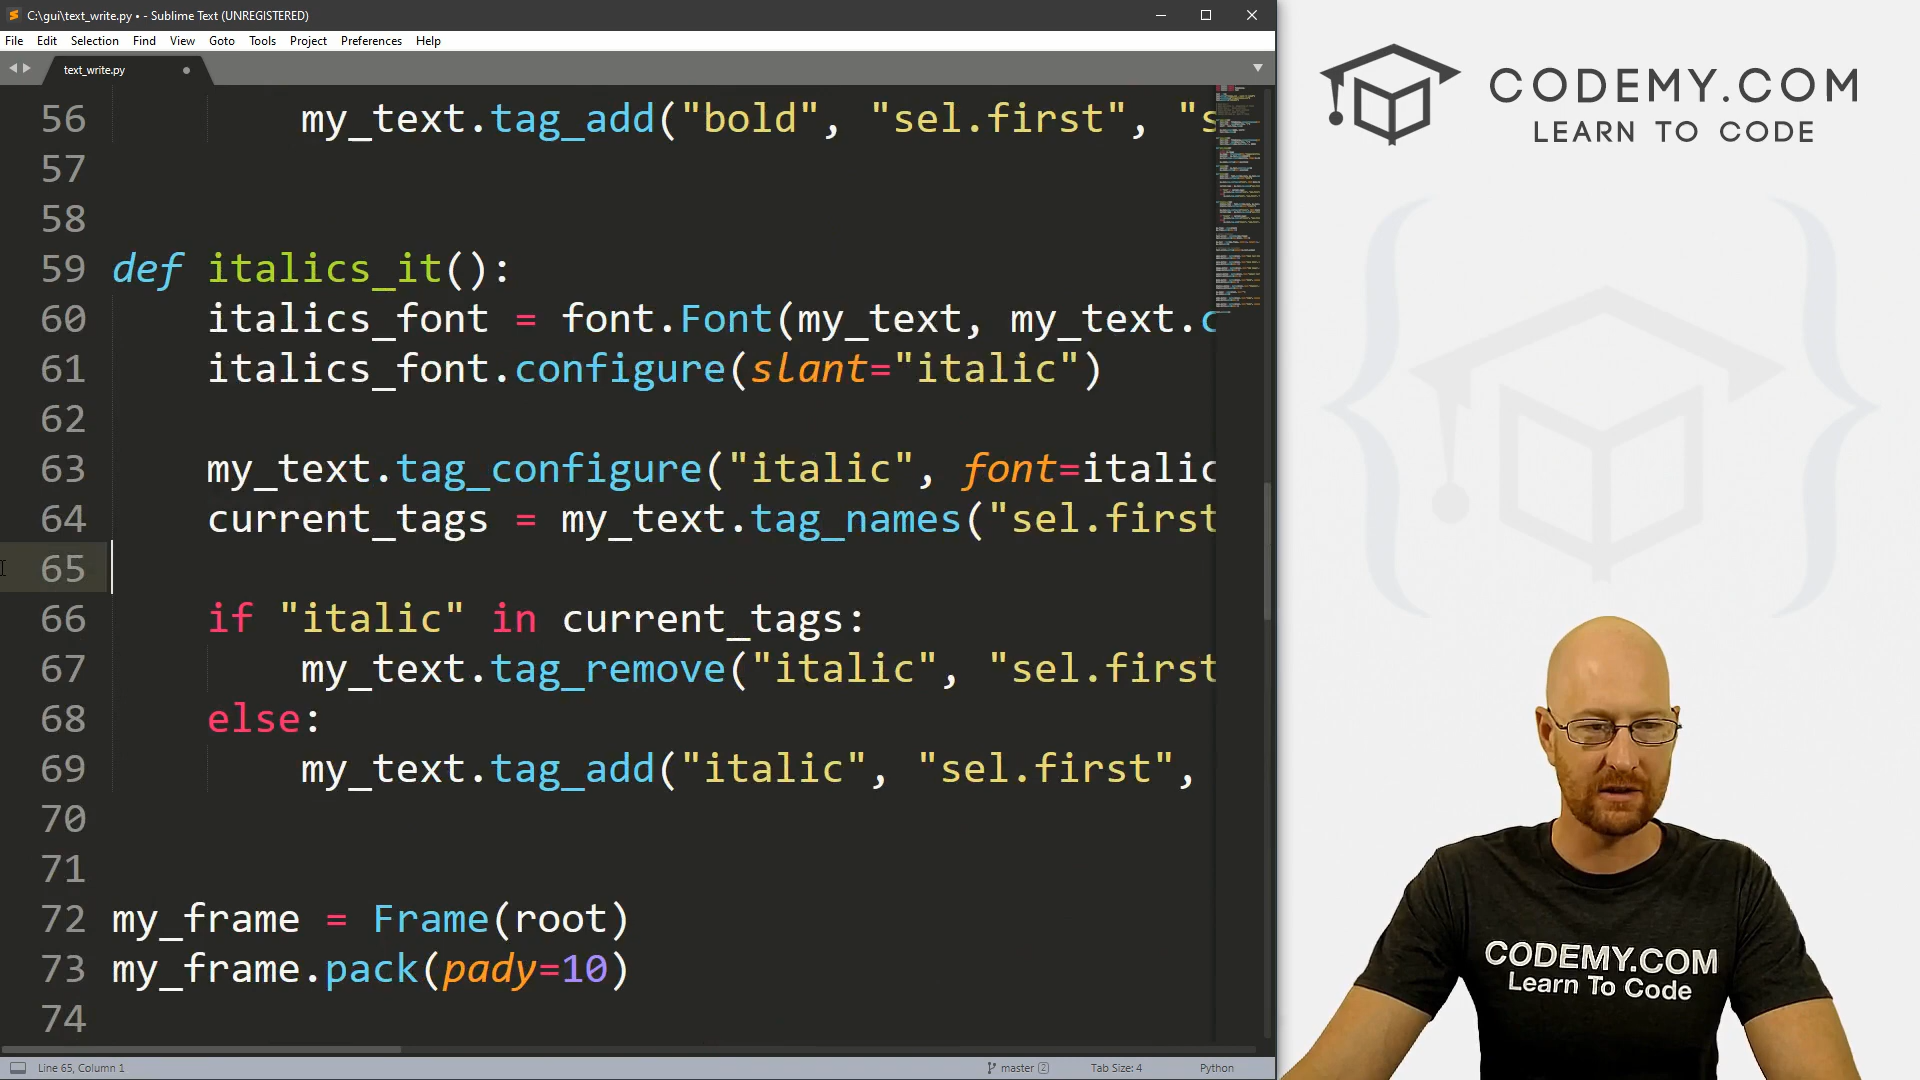 C:\gui\text_write.py • - Sublime Text (UNREGISTERED)
File Edit Selection Find View Goto Tools Project Preferences Help
text_write.py
56 my_text.tag_add("bold", "sel.first", "s
57
58
59 def italics_it():
60 italics_font = font.Font(my_text, my_text.c
61 italics_font.configure(slant="italic")
62
63 my_text.tag_configure("italic", font=italic
64 current_tags = my_text.tag_names("sel.first
65
66 if "italic" in current_tags:
67 my_text.tag_remove("italic", "sel.first
68 else:
69 my_text.tag_add("italic", "sel.first",
70
71
72 my_frame = Frame(root)
73 my_frame.pack(pady=10)
74
Line 65, Column 1
master 2
Tab Size: 4
Python
CODEMY.COM
LEARN TO CODE
CODEMY.COM
Learn To Code